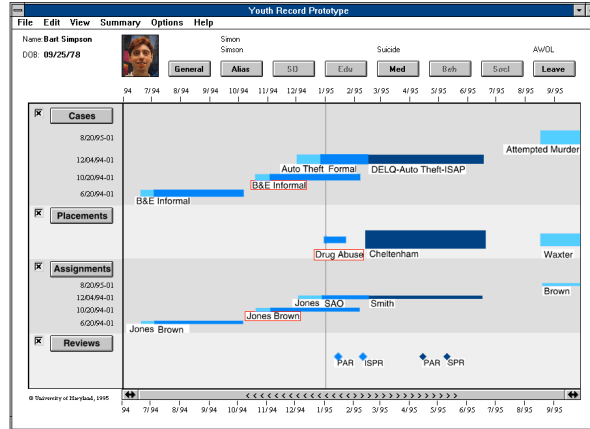 Youth Record Prototype
File Edit View Summary Options Help
Name: Bart Simpson
DOB: 09/25/78
Simon
Simson
Suicide
AWOL
General Alias SO Edu Med Beh Socl Leave
94 7/94 8/94 9/94 10/94 11/94 12/94 1/95 2/95 3/95 4/95 5/95 6/95 7/95 8/95 9/95
Cases
8/20/95-01
Attempted Murder
12/04/94-01
Auto Theft Formal DELQ-Auto Theft-ISAP
10/20/94-01
B&E Informal
6/20/94-01
B&E Informal
Placements
Drug Abuse Cheltenham Waxter
Assignments
8/20/95-01
Brown
12/04/94-01
Jones SAO Smith
10/20/94-01
Jones Brown
6/20/94-01
Jones Brown
Reviews
PAR ISPR PAR SPR
© University of Maryland, 1995
< < < < < < < < < < < > > > > > > > > > > >
94 7/94 8/94 9/94 10/94 11/94 12/94 1/95 2/95 3/95 4/95 5/95 6/95 7/95 8/95 9/95